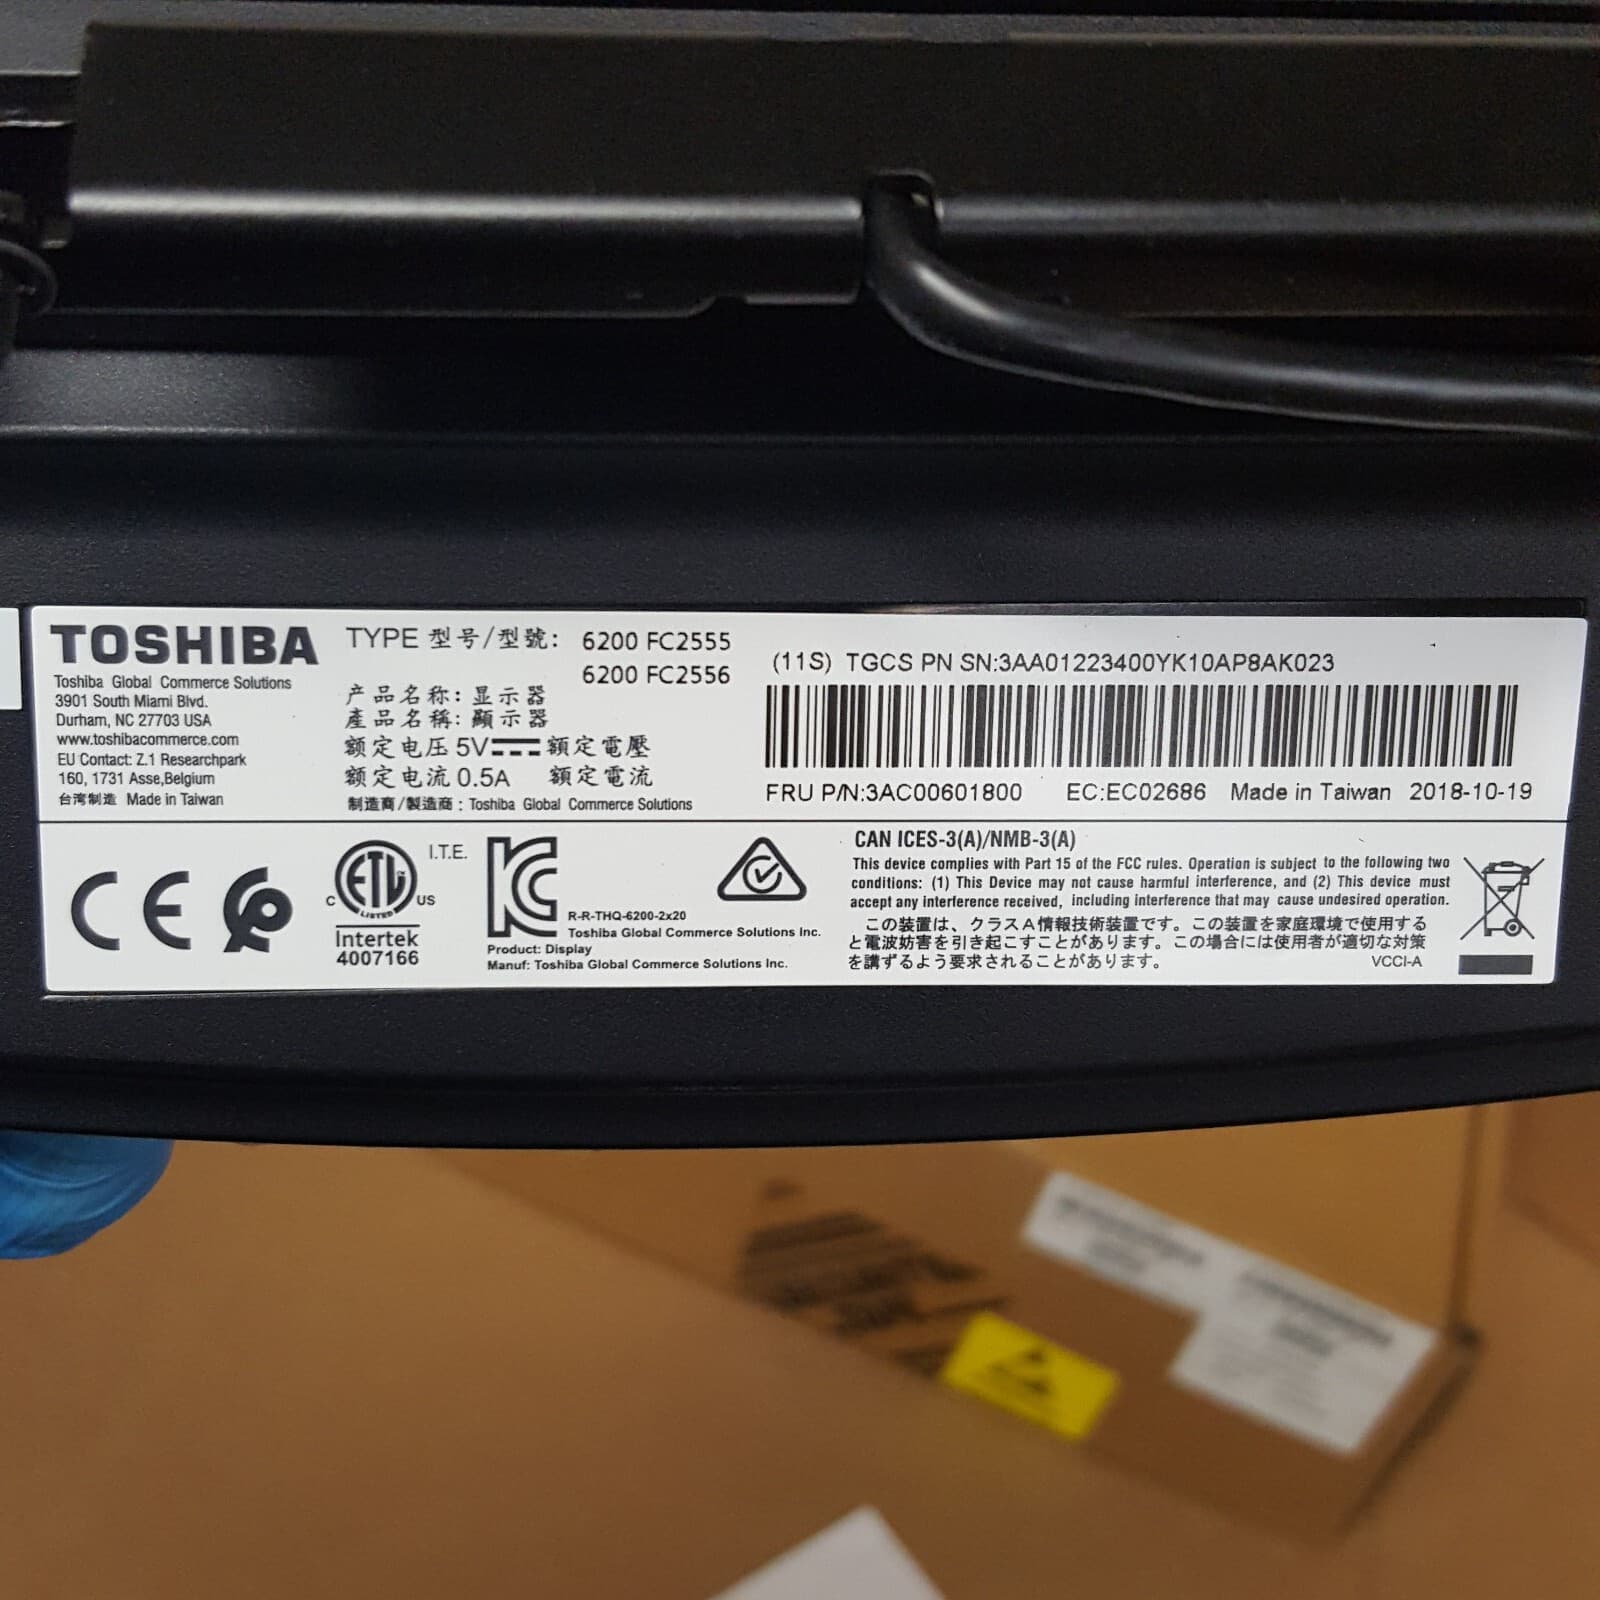 TOSHIBA
Toshiba Global Commerce Solutions
3901 South Miami Blvd.
Durham, NC 27703 USA
www.toshibacommerce.com
EU Contact: Z.1 Researchpark
160, 1731 Asse,Belgium
台湾制造 Made in Taiwan
TYPE 型号/型號: 6200 FC2555
6200 FC2556
产品名称: 显示器
產品名稱: 顯示器
额定电压 5V 額定電壓
额定电流 0.5A 額定電流
制造商/製造商: Toshiba Global Commerce Solutions
(11S) TGCS PN SN:3AA01223400YK10AP8AK023
FRU P/N:3AC00601800 EC:EC02686 Made in Taiwan 2018-10-19
CE
ETL
LISTED
C US
I.T.E.
Intertek
4007166
R-R-THQ-6200-2x20
Toshiba Global Commerce Solutions Inc.
Product: Display
Manuf: Toshiba Global Commerce Solutions Inc.
CAN ICES-3(A)/NMB-3(A)
This device complies with Part 15 of the FCC rules. Operation is subject to the following two
conditions: (1) This Device may not cause harmful interference, and (2) This device must
accept any interference received, including interference that may cause undesired operation.
この装置は、クラスA情報技術装置です。この装置を家庭環境で使用する
と電波妨害を引き起こすことがあります。この場合には使用者が適切な対策
を講ずるよう要求されることがあります。
VCCI-A